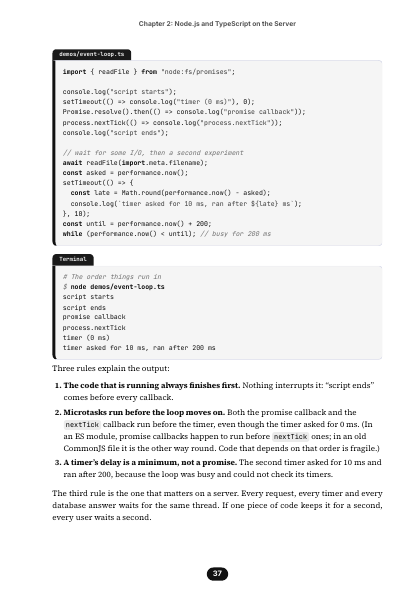 Chapter 2: Node.js and TypeScript on the Server
demos/event-loop.ts
import { readFile } from "node:fs/promises";
console.log("script starts");
setTimeout(() => console.log("timer (0 ms)"), 0);
Promise.resolve().then(() => console.log("promise callback"));
process.nextTick(() => console.log("process.nextTick"));
console.log("script ends");
// wait for some I/O, then a second experiment
await readFile(import.meta.filename);
const asked = performance.now();
setTimeout(() => {
  const late = Math.round(performance.now() - asked);
  console.log(`timer asked for 10 ms, ran after ${late} ms`);
}, 10);
const until = performance.now() + 200;
while (performance.now() < until); // busy for 200 ms
Terminal
# The order things run in
$ node demos/event-loop.ts
script starts
script ends
promise callback
process.nextTick
timer (0 ms)
timer asked for 10 ms, ran after 200 ms
Three rules explain the output:
1. The code that is running always finishes first. Nothing interrupts it: “script ends”
comes before every callback.
2. Microtasks run before the loop moves on. Both the promise callback and the
nextTick callback run before the timer, even though the timer asked for 0 ms. (In
an ES module, promise callbacks happen to run before nextTick ones; in an old
CommonJS file it is the other way round. Code that depends on that order is fragile.)
3. A timer’s delay is a minimum, not a promise. The second timer asked for 10 ms and
ran after 200, because the loop was busy and could not check its timers.
The third rule is the one that matters on a server. Every request, every timer and every
database answer waits for the same thread. If one piece of code keeps it for a second,
every user waits a second.
37